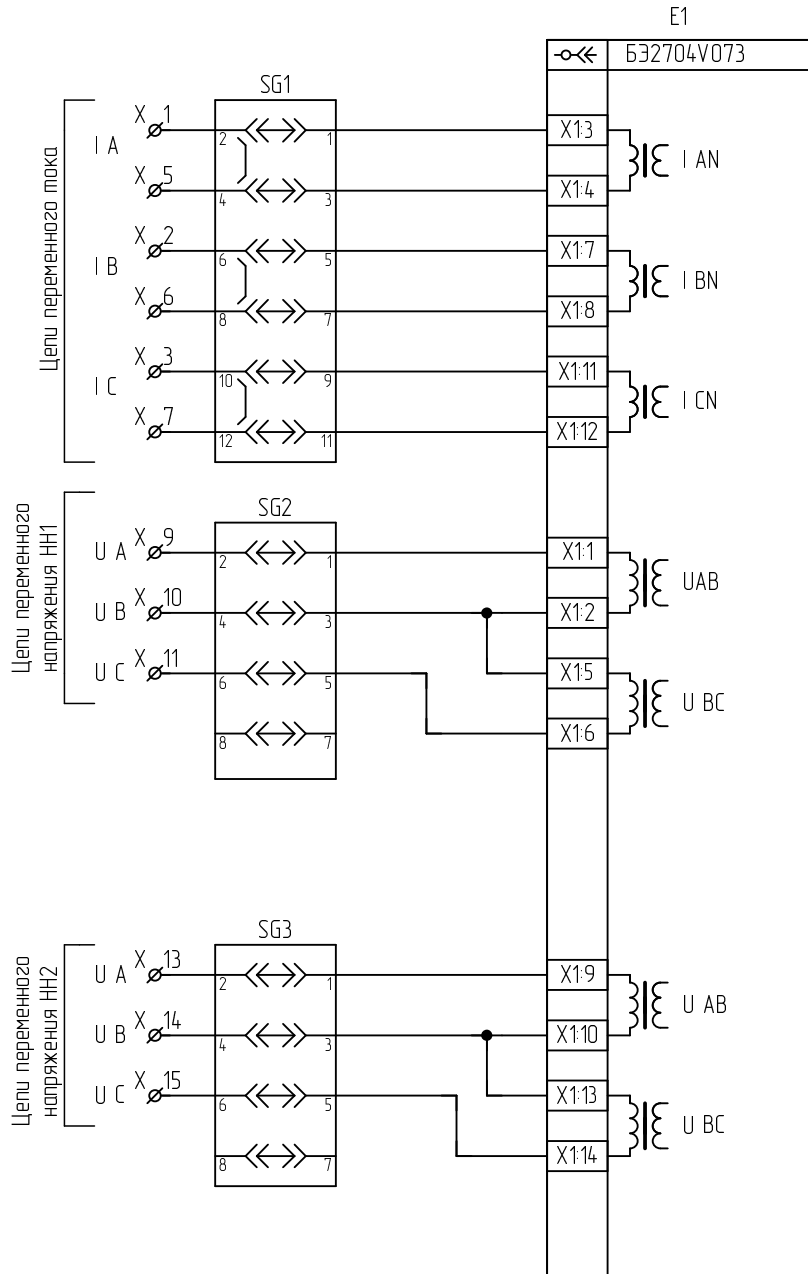 E1
БЭ2704V073
SG1
Цепи переменного тока
I A
X 1
2
1
X1:3
I AN
X 5
4
3
X1:4
I B
X 2
6
5
X1:7
I BN
X 6
8
7
X1:8
I C
X 3
10
9
X1:11
I CN
X 7
12
11
X1:12
SG2
Цепи переменного
напряжения НН1
U A
X 9
2
1
X1:1
UAB
U B
X 10
4
3
X1:2
U C
X 11
6
5
X1:5
U BC
8
7
X1:6
SG3
Цепи переменного
напряжения НН2
U A
X 13
2
1
X1:9
U AB
U B
X 14
4
3
X1:10
U C
X 15
6
5
X1:13
U BC
8
7
X1:14